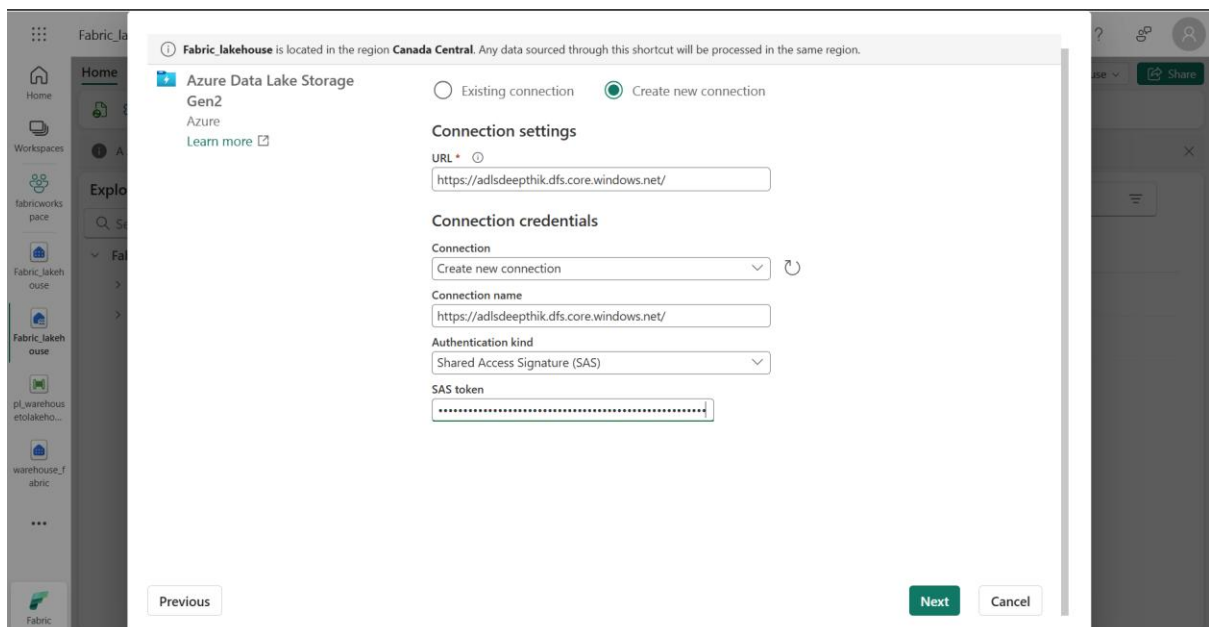 Fabric_la
Fabric_lakehouse is located in the region Canada Central. Any data sourced through this shortcut will be processed in the same region.
?
Home
Home
Share
Azure Data Lake Storage
Gen2
Azure
Learn more
Existing connection
Create new connection
Connection settings
URL *
https://adlsdeepthik.dfs.core.windows.net/
Connection credentials
Connection
Create new connection
Connection name
https://adlsdeepthik.dfs.core.windows.net/
Authentication kind
Shared Access Signature (SAS)
SAS token
Workspaces
A
Explo
fabricworks
pace
Se
Fal
Fabric_lakeh
ouse
Fabric_lakeh
ouse
pl_warehous
etolakeho...
warehouse_f
abric
Fabric
Previous
Next
Cancel